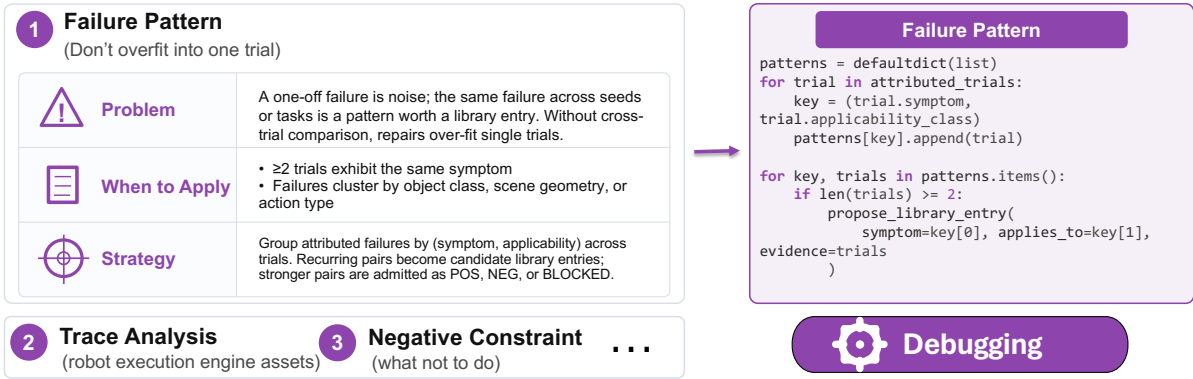 1
Failure Pattern
(Don’t overfit into one trial)
Problem
A one-off failure is noise; the same failure across seeds
or tasks is a pattern worth a library entry. Without cross-
trial comparison, repairs over-fit single trials.
When to Apply
• ≥2 trials exhibit the same symptom
• Failures cluster by object class, scene geometry, or
action type
Strategy
Group attributed failures by (symptom, applicability) across
trials. Recurring pairs become candidate library entries;
stronger pairs are admitted as POS, NEG, or BLOCKED.
2
Trace Analysis
(robot execution engine assets)
3
Negative Constraint
(what not to do)
...
Failure Pattern
patterns = defaultdict(list)
for trial in attributed_trials:
    key = (trial.symptom,
trial.applicability_class)
    patterns[key].append(trial)

for key, trials in patterns.items():
    if len(trials) >= 2:
        propose_library_entry(
            symptom=key[0], applies_to=key[1],
evidence=trials
        )
Debugging